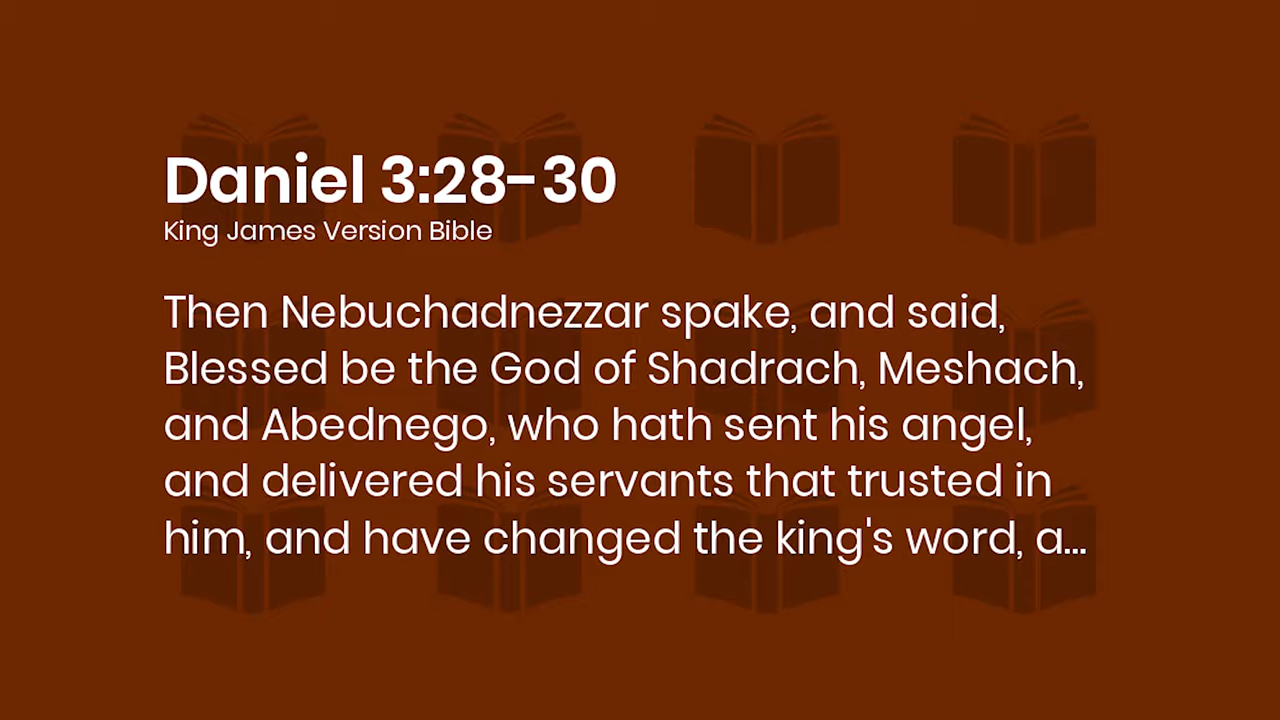 Daniel 3:28-30
King James Version Bible
Then Nebuchadnezzar spake, and said,
Blessed be the God of Shadrach, Meshach,
and Abednego, who hath sent his angel,
and delivered his servants that trusted in
him, and have changed the king's word, a...